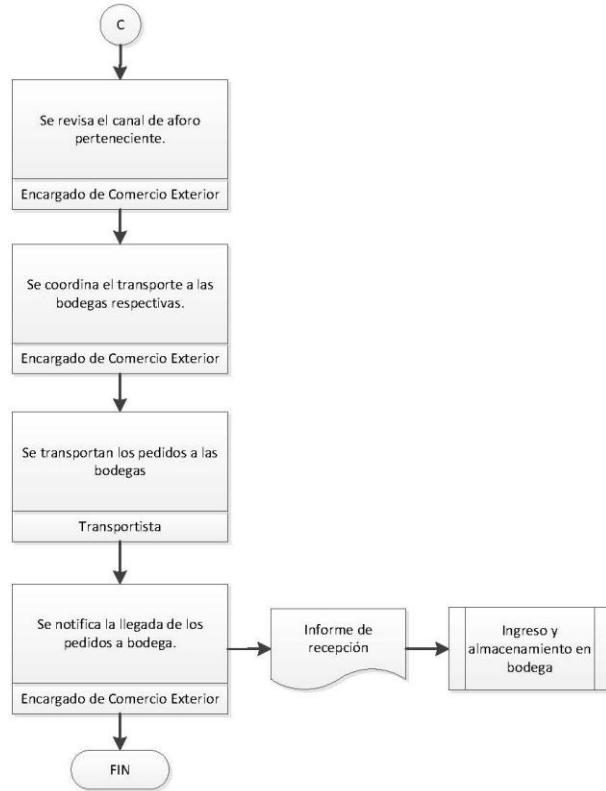 C
Se revisa el canal de aforo
perteneciente.
Encargado de Comercio Exterior
Se coordina el transporte a las
bodegas respectivas.
Encargado de Comercio Exterior
Se transportan los pedidos a las
bodegas
Transportista
Se notifica la llegada de los
pedidos a bodega.
Encargado de Comercio Exterior
Informe de
recepción
Ingreso y
almacenamiento en
bodega
FIN